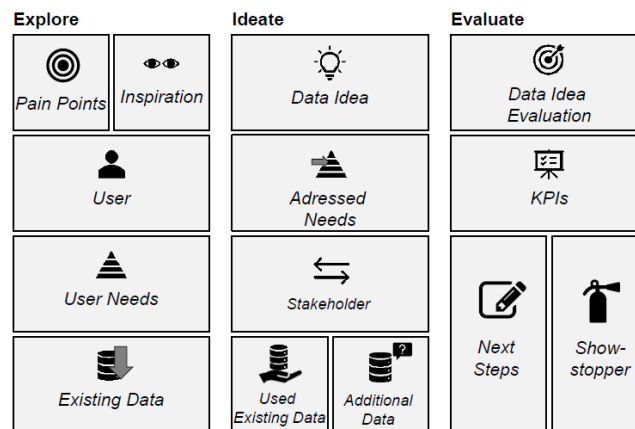 Explore
Pain Points
Inspiration
User
User Needs
Existing Data
Ideate
Data Idea
Adressed
Needs
Stakeholder
Used
Existing Data
Additional
Data
?
Evaluate
Data Idea
Evaluation
KPIs
Next
Steps
Show-
stopper